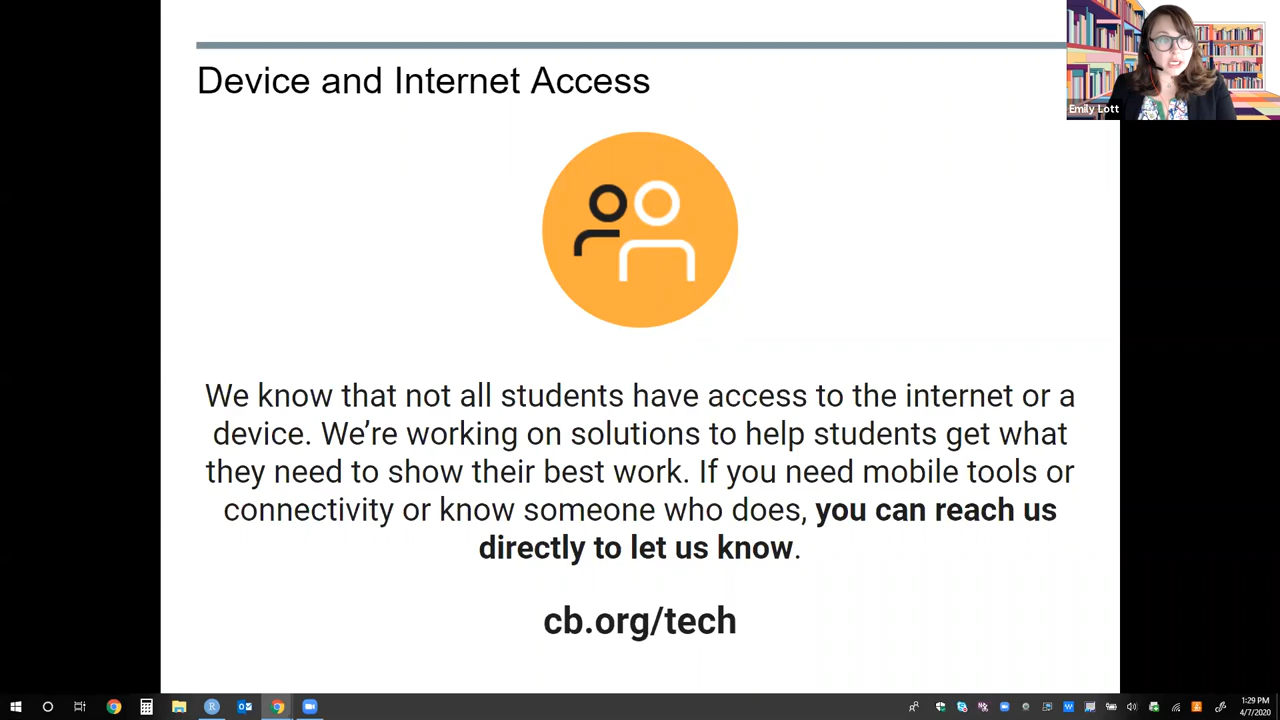 Device and Internet Access
Emily Lott
We know that not all students have access to the internet or a
device. We’re working on solutions to help students get what
they need to show their best work. If you need mobile tools or
connectivity or know someone who does, you can reach us
directly to let us know.
cb.org/tech
1:29 PM
4/7/2020